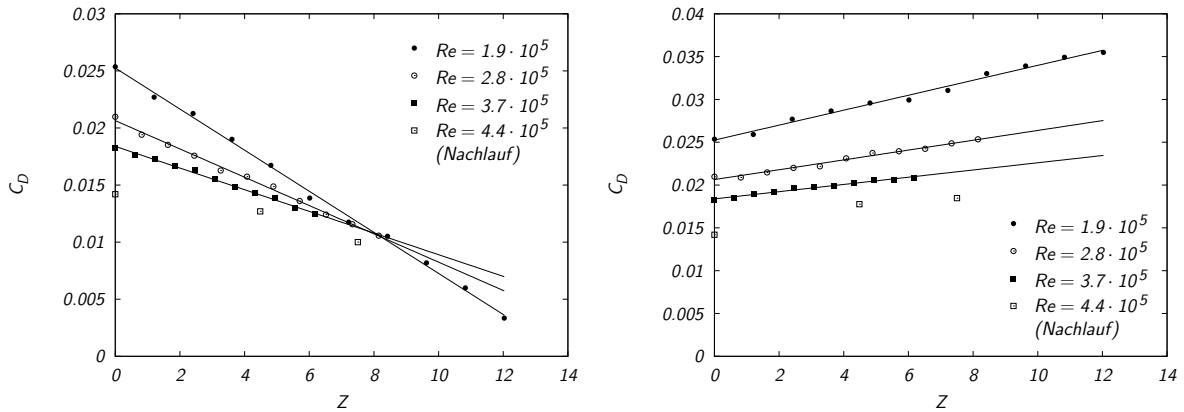 0.03
0.025
0.02
0.015
0.01
0.005
0
C_D
0 2 4 6 8 10 12 14
Z
Re = 1.9 · 10^5
Re = 2.8 · 10^5
Re = 3.7 · 10^5
Re = 4.4 · 10^5
(Nachlauf)
0.04
0.035
0.03
0.025
0.02
0.015
0.01
0.005
0
C_D
0 2 4 6 8 10 12 14
Z
Re = 1.9 · 10^5
Re = 2.8 · 10^5
Re = 3.7 · 10^5
Re = 4.4 · 10^5
(Nachlauf)